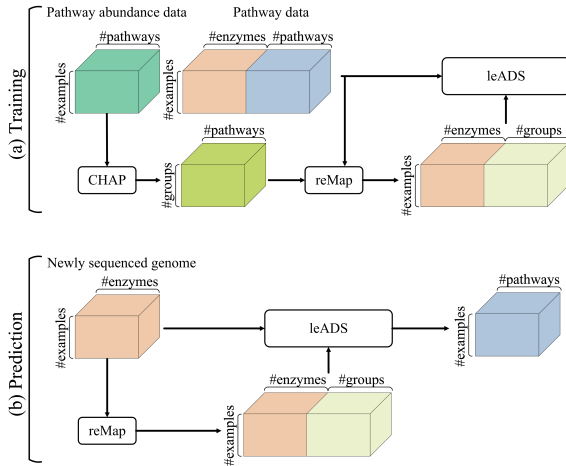 Pathway abundance data
Pathway data
#pathways
#enzymes
#pathways
#examples
leADS
(a) Training
#pathways
#enzymes
#groups
CHAP
#groups
reMap
#examples
Newly sequenced genome
#enzymes
#pathways
#examples
leADS
#examples
(b) Prediction
#enzymes
#groups
reMap
#examples